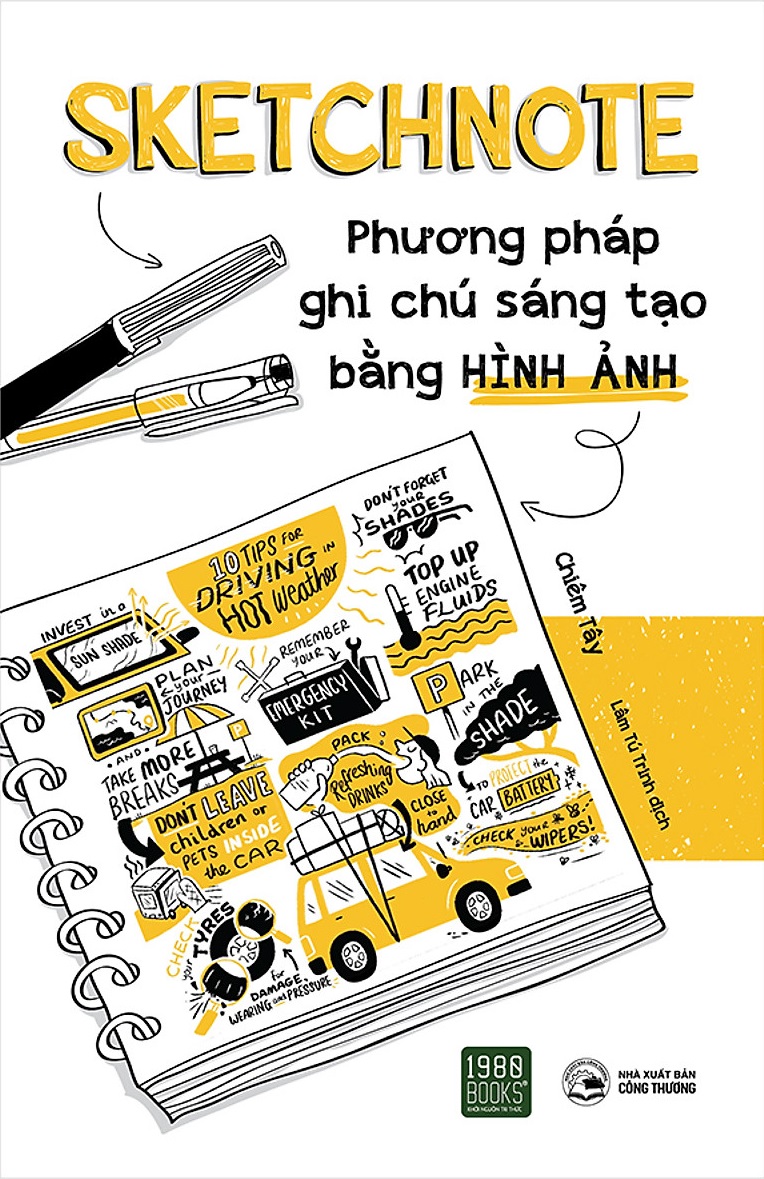 SKETCHNOTE
Phương pháp
ghi chú sáng tạo
bằng HÌNH ẢNH
Chiêm Tây
Lâm Tú Trinh dịch
10 TIPS FOR
DRIVING IN
HOT Weather
DON'T FORGET
your
SHADES
INVEST in a
SUN SHADE
TOP UP
ENGINE
FLUIDS
PLAN
your
JOURNEY
REMEMBER
YOUR
EMERGENCY
KIT
PARK
IN THE
SHADE
AND
TAKE MORE
BREAKS
PACK
Refreshing
DRINKS
CLOSE
to
hand
TO PROTECT the
CAR BATTERY
DON'T LEAVE
children or
PETS INSIDE
the CAR
CHECK YOUR
WIPERS!
CHECK
your TYRES
for
DAMAGE,
WEARING and PRESSURE
1980
BOOKS®
KHƠI NGUỒN TRI THỨC
NHÀ XUẤT BẢN
CÔNG THƯƠNG